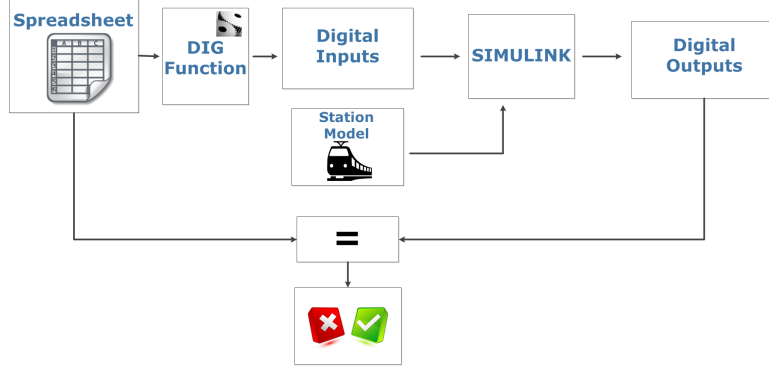 Spreadsheet
A B C
DIG
Function
Digital
Inputs
SIMULINK
Digital
Outputs
Station
Model
=